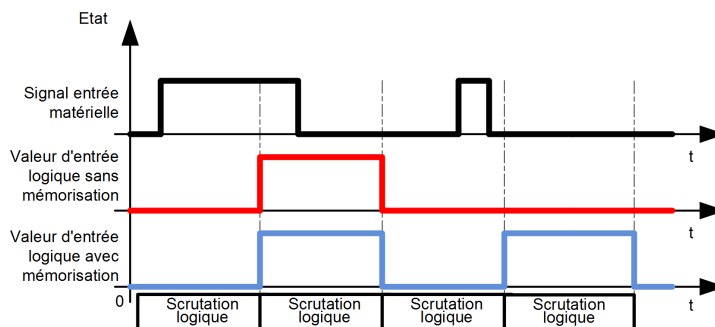 Etat
Signal entrée
matérielle
t
Valeur d'entrée
logique sans
mémorisation
t
Valeur d'entrée
logique avec
mémorisation
t
0
Scrutation
logique
Scrutation
logique
Scrutation
logique
Scrutation
logique